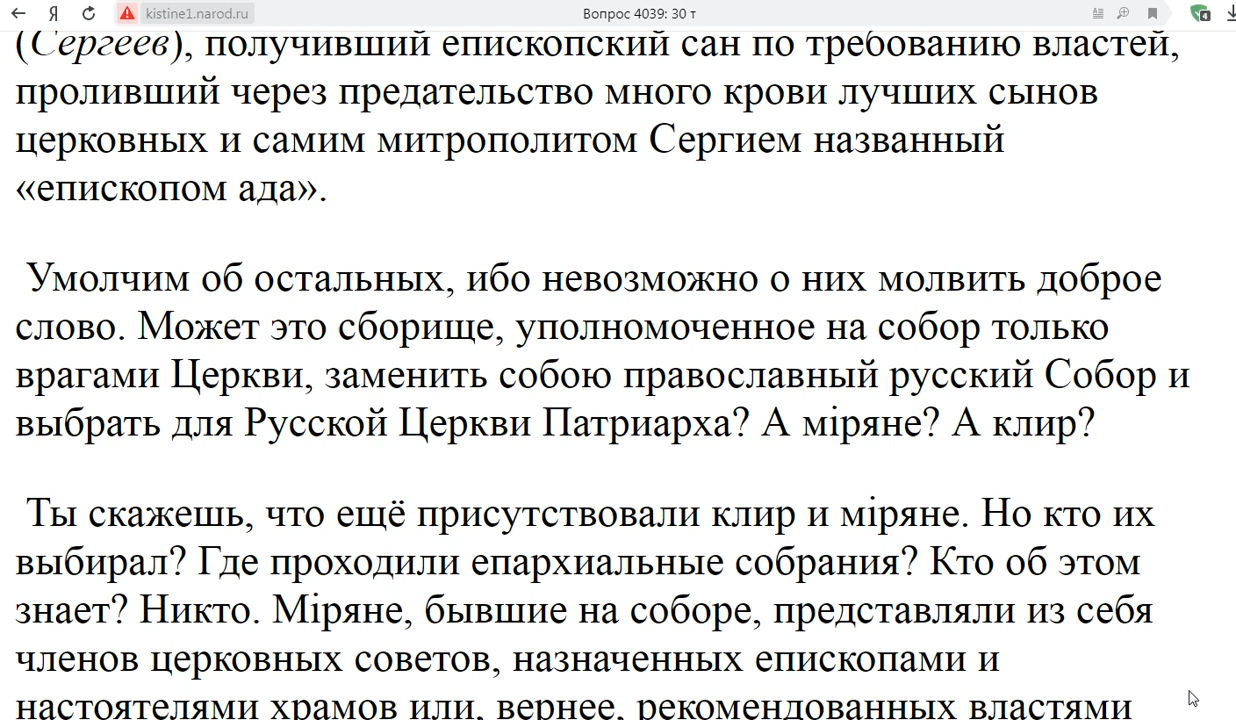 kistine1.narod.ru
Вопрос 4039: 30 т
4
(Сергеев), получивший епископский сан по требованию властей,
проливший через предательство много крови лучших сынов
церковных и самим митрополитом Сергием названный
«епископом ада».
Умолчим об остальных, ибо невозможно о них молвить доброе
слово. Может это сборище, уполномоченное на собор только
врагами Церкви, заменить собою православный русский Собор и
выбрать для Русской Церкви Патриарха? А мiряне? А клир?
Ты скажешь, что ещё присутствовали клир и мiряне. Но кто их
выбирал? Где проходили епархиальные собрания? Кто об этом
знает? Никто. Мiряне, бывшие на соборе, представляли из себя
членов церковных советов, назначенных епископами и
настоятелями храмов или, вернее, рекомендованных властями